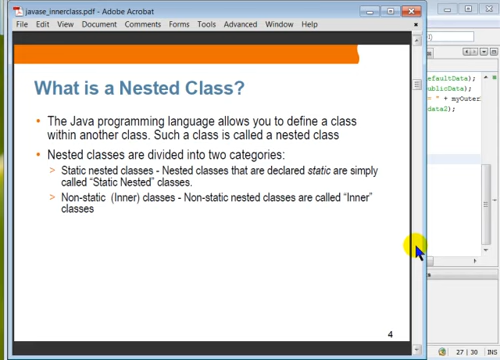 javase_innerclass.pdf - Adobe Acrobat
File Edit View Document Comments Forms Tools Advanced Window Help
efaultData);
ublicData);
= " + myOuterI
data2);
What is a Nested Class?
• The Java programming language allows you to define a class
within another class. Such a class is called a nested class
• Nested classes are divided into two categories:
> Static nested classes - Nested classes that are declared static are simply
called “Static Nested” classes.
> Non-static (Inner) classes - Non-static nested classes are called “Inner”
classes
4
27 | 30 INS